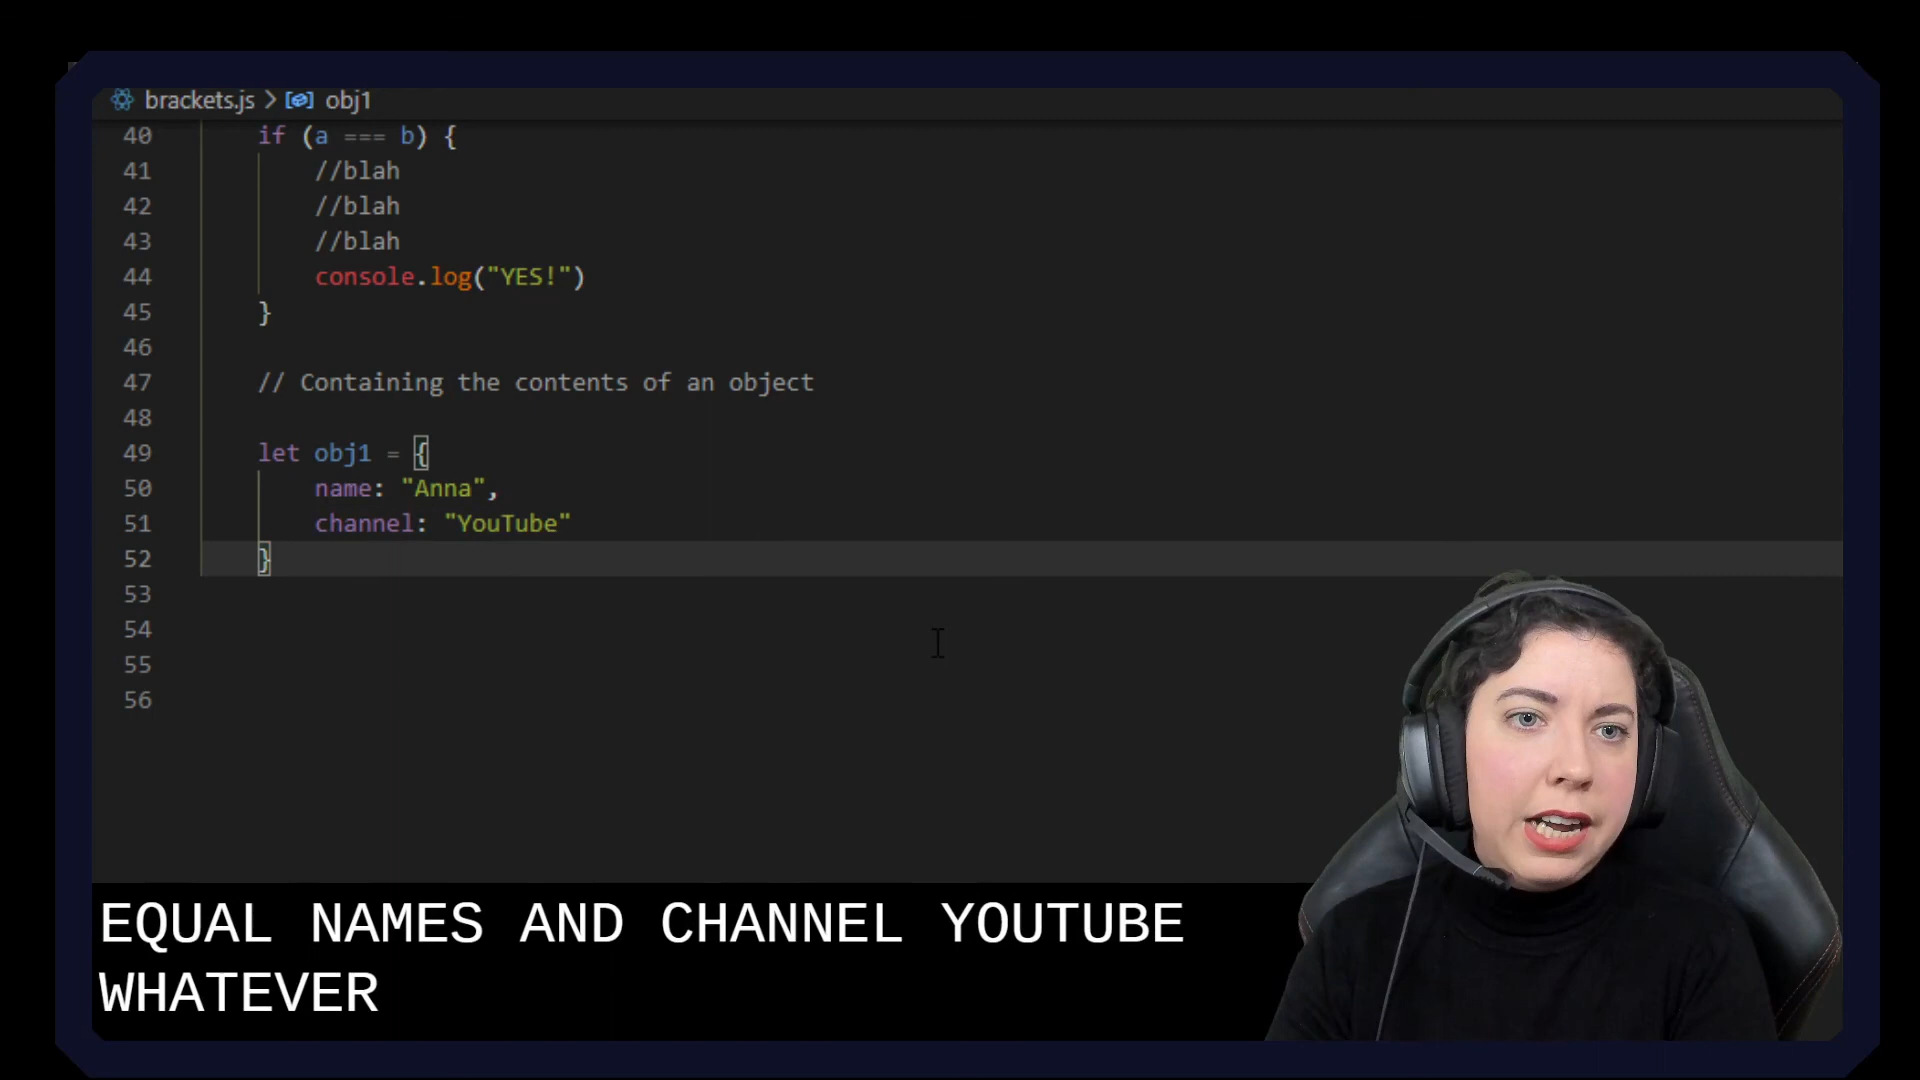 brackets.js > obj1
40 if (a === b) {
41 //blah
42 //blah
43 //blah
44 console.log("YES!")
45 }
46
47 // Containing the contents of an object
48
49 let obj1 = {
50 name: "Anna",
51 channel: "YouTube"
52 }
53
54
55
56
EQUAL NAMES AND CHANNEL YOUTUBE
WHATEVER